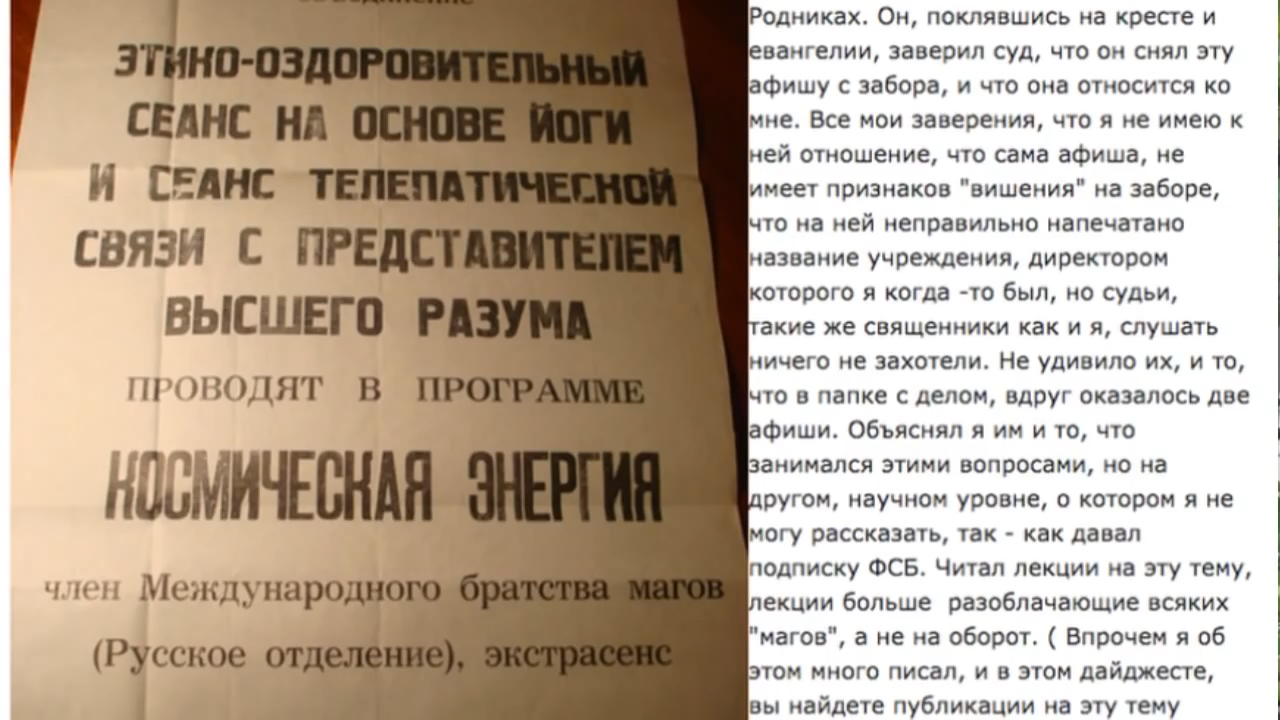 ЭТИКО-ОЗДОРОВИТЕЛЬНЫЙ
СЕАНС НА ОСНОВЕ ЙОГИ
И СЕАНС ТЕЛЕПАТИЧЕСКОЙ
СВЯЗИ С ПРЕДСТАВИТЕЛЕМ
ВЫСШЕГО РАЗУМА
ПРОВОДЯТ В ПРОГРАММЕ
КОСМИЧЕСКАЯ ЭНЕРГИЯ
член Международного братства магов
(Русское отделение), экстрасенс
Родниках. Он, поклявшись на кресте и
евангелии, заверил суд, что он снял эту
афишу с забора, и что она относится ко
мне. Все мои заверения, что я не имею к
ней отношение, что сама афиша, не
имеет признаков "вишения" на заборе,
что на ней неправильно напечатано
название учреждения, директором
которого я когда -то был, но судьи,
такие же священники как и я, слушать
ничего не захотели. Не удивило их, и то,
что в папке с делом, вдруг оказалось две
афиши. Объяснял я им и то, что
занимался этими вопросами, но на
другом, научном уровне, о котором я не
могу рассказать, так - как давал
подписку ФСБ. Читал лекции на эту тему,
лекции больше  разоблачающие всяких
"магов", а не на оборот. ( Впрочем я об
этом много писал, и в этом дайджесте,
вы найдете публикации на эту тему